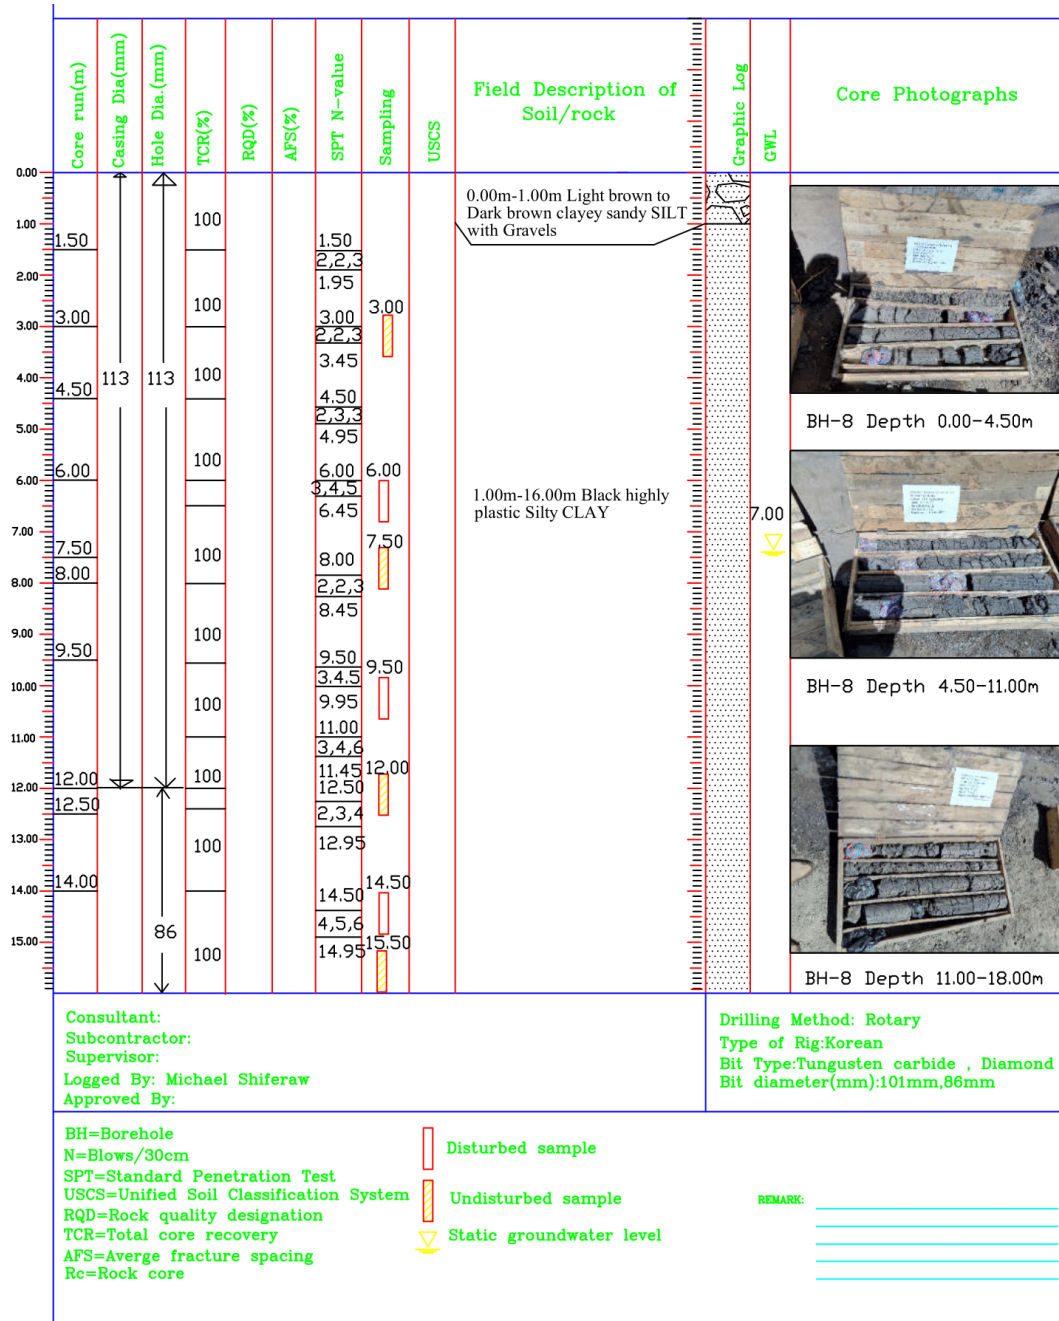 Core run(m)
Casing Dia(mm)
Hole Dia.(mm)
TCR(%)
RQD(%)
AFS(%)
SPT N-value
Sampling
USCS
Field Description of
Soil/rock
Graphic Log
GWL
Core Photographs
0.00
1.00
2.00
3.00
4.00
5.00
6.00
7.00
8.00
9.00
10.00
11.00
12.00
13.00
14.00
15.00
1.50
3.00
4.50
6.00
7.50
8.00
9.50
12.00
12.50
14.00
113
113
86
100
100
100
100
100
100
100
100
100
100
1.50
2,2,3
1.95
3.00
2,2,3
3.45
4.50
2,3,3
4.95
6.00
3,4,5
6.45
8.00
2,2,3
8.45
9.50
3.4.5
9.95
11.00
3,4,6
11.45
12.50
2,3,4
12.95
14.50
4,5,6
14.95
3.00
6.00
7.50
9.50
12.00
14.50
15.50
0.00m-1.00m Light brown to
Dark brown clayey sandy SILT
with Gravels
1.00m-16.00m Black highly
plastic Silty CLAY
7.00
BH-8 Depth 0.00-4.50m
BH-8 Depth 4.50-11.00m
BH-8 Depth 11.00-18.00m
Consultant:
Subcontractor:
Supervisor:
Logged By: Michael Shiferaw
Approved By:
Drilling Method: Rotary
Type of Rig:Korean
Bit Type:Tungusten carbide , Diamond
Bit diameter(mm):101mm,86mm
BH=Borehole
N=Blows/30cm
SPT=Standard Penetration Test
USCS=Unified Soil Classification System
RQD=Rock quality designation
TCR=Total core recovery
AFS=Averge fracture spacing
Rc=Rock core
Disturbed sample
Undisturbed sample
Static groundwater level
REMARK: